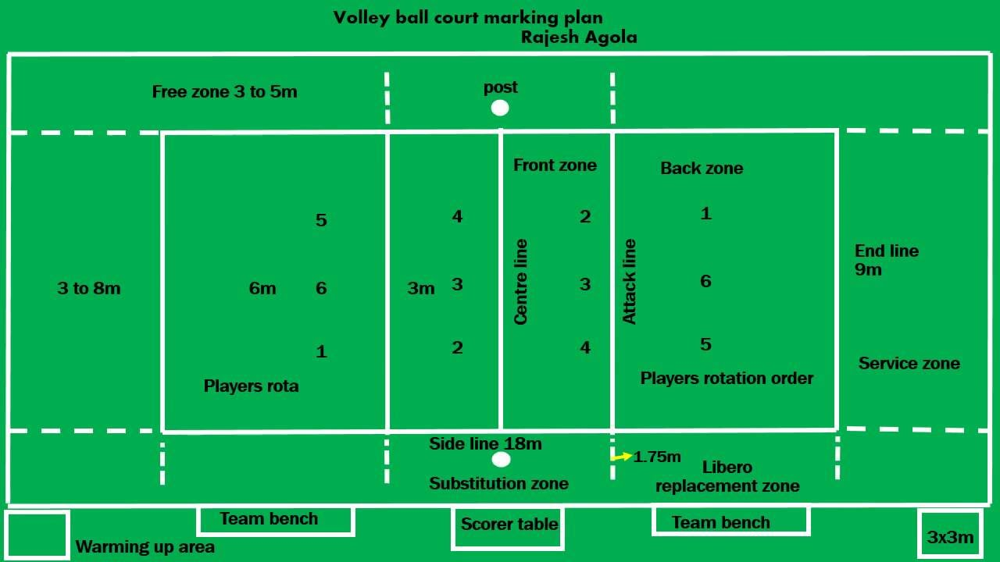 Volley ball court marking plan
Rajesh Agola
Free zone 3 to 5m
post
Front zone
Back zone
5
4
2
1
3 to 8m
6m
6
3m
3
Centre line
3
Attack line
6
End line
9m
1
2
4
5
Service zone
Players rota
Players rotation order
Side line 18m
1.75m
Libero
replacement zone
Substitution zone
Team bench
Scorer table
Team bench
Warming up area
3x3m